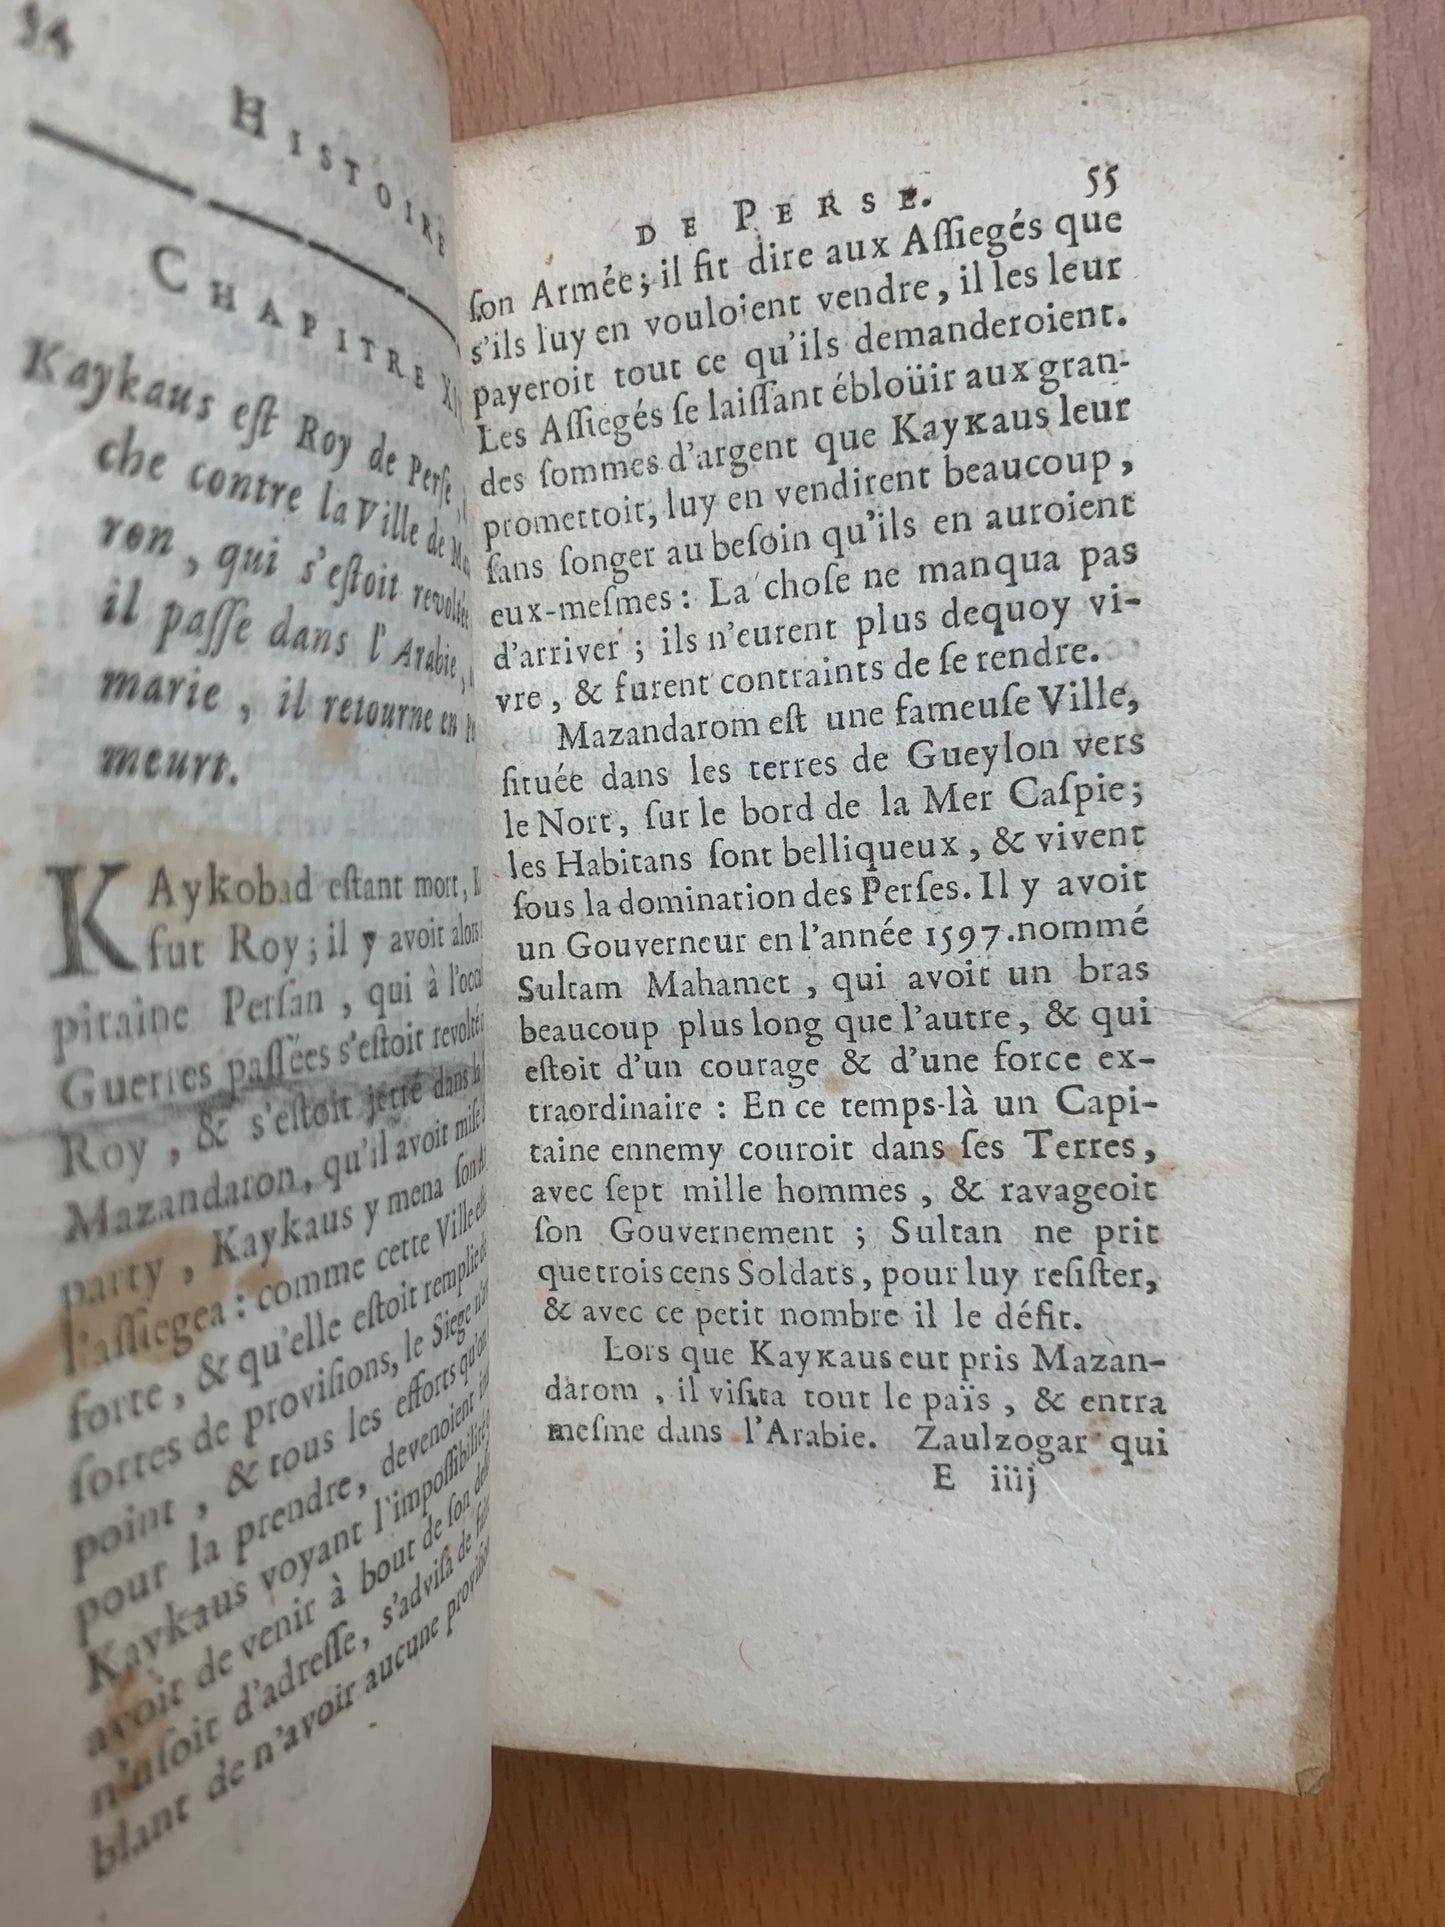 54
HISTOIRE
CHAPITRE
Kaykaus eſt Roy de Perſe,
che contre la Ville de
ron, qui s'eſtoit revoltée
il paſſe dans l'Arabie,
marie, il retourne en
meurt.
KAykobad eſtant mort,
fut Roy; il y avoit alors
pitaine Perſan, qui à l'occa
Guerres paſſées s'eſtoit revolté
Roy, & s'eſtoit jetté dans
Mazandaron, qu'il avoit miſe
party, Kaykaus y mena ſon
l'aſſiegea: comme cette Ville
forte, & qu'elle eſtoit remplie de
ſortes de proviſions, le Siege
point, & tous les efforts qu'on
pour la prendre, devenoient
Kaykaus voyant l'impoſſibilité
avoit de venir à bout de ſon
n'uſoit d'adreſſe, s'adviſa de
blant de n'avoir aucune
DE PERSE. 55
ſon Armée; il fit dire aux Aſſiegés que
s'ils luy en vouloient vendre, il les leur
payeroit tout ce qu'ils demanderoient.
Les Aſſiegés ſe laiſſant ébloüir aux gran-
des ſommes d'argent que Kaykaus leur
promettoit, luy en vendirent beaucoup,
ſans ſonger au beſoin qu'ils en auroient
eux-meſmes: La choſe ne manqua pas
d'arriver; ils n'eurent plus dequoy vi-
vre, & furent contraints de ſe rendre.
Mazandarom eſt une fameuſe Ville,
ſituée dans les terres de Gueylon vers
le Nort, ſur le bord de la Mer Caſpie;
les Habitans ſont belliqueux, & vivent
ſous la domination des Perſes. Il y avoit
un Gouverneur en l'année 1597. nommé
Sultam Mahamet, qui avoit un bras
beaucoup plus long que l'autre, & qui
eſtoit d'un courage & d'une force ex-
traordinaire: En ce temps-là un Capi-
taine ennemy couroit dans ſes Terres,
avec ſept mille hommes, & ravageoit
ſon Gouvernement; Sultan ne prit
que trois cens Soldats, pour luy reſiſter,
& avec ce petit nombre il le défit.
Lors que Kaykaus eut pris Mazan-
darom, il viſita tout le païs, & entra
meſme dans l'Arabie. Zaulzogar qui
E iiij